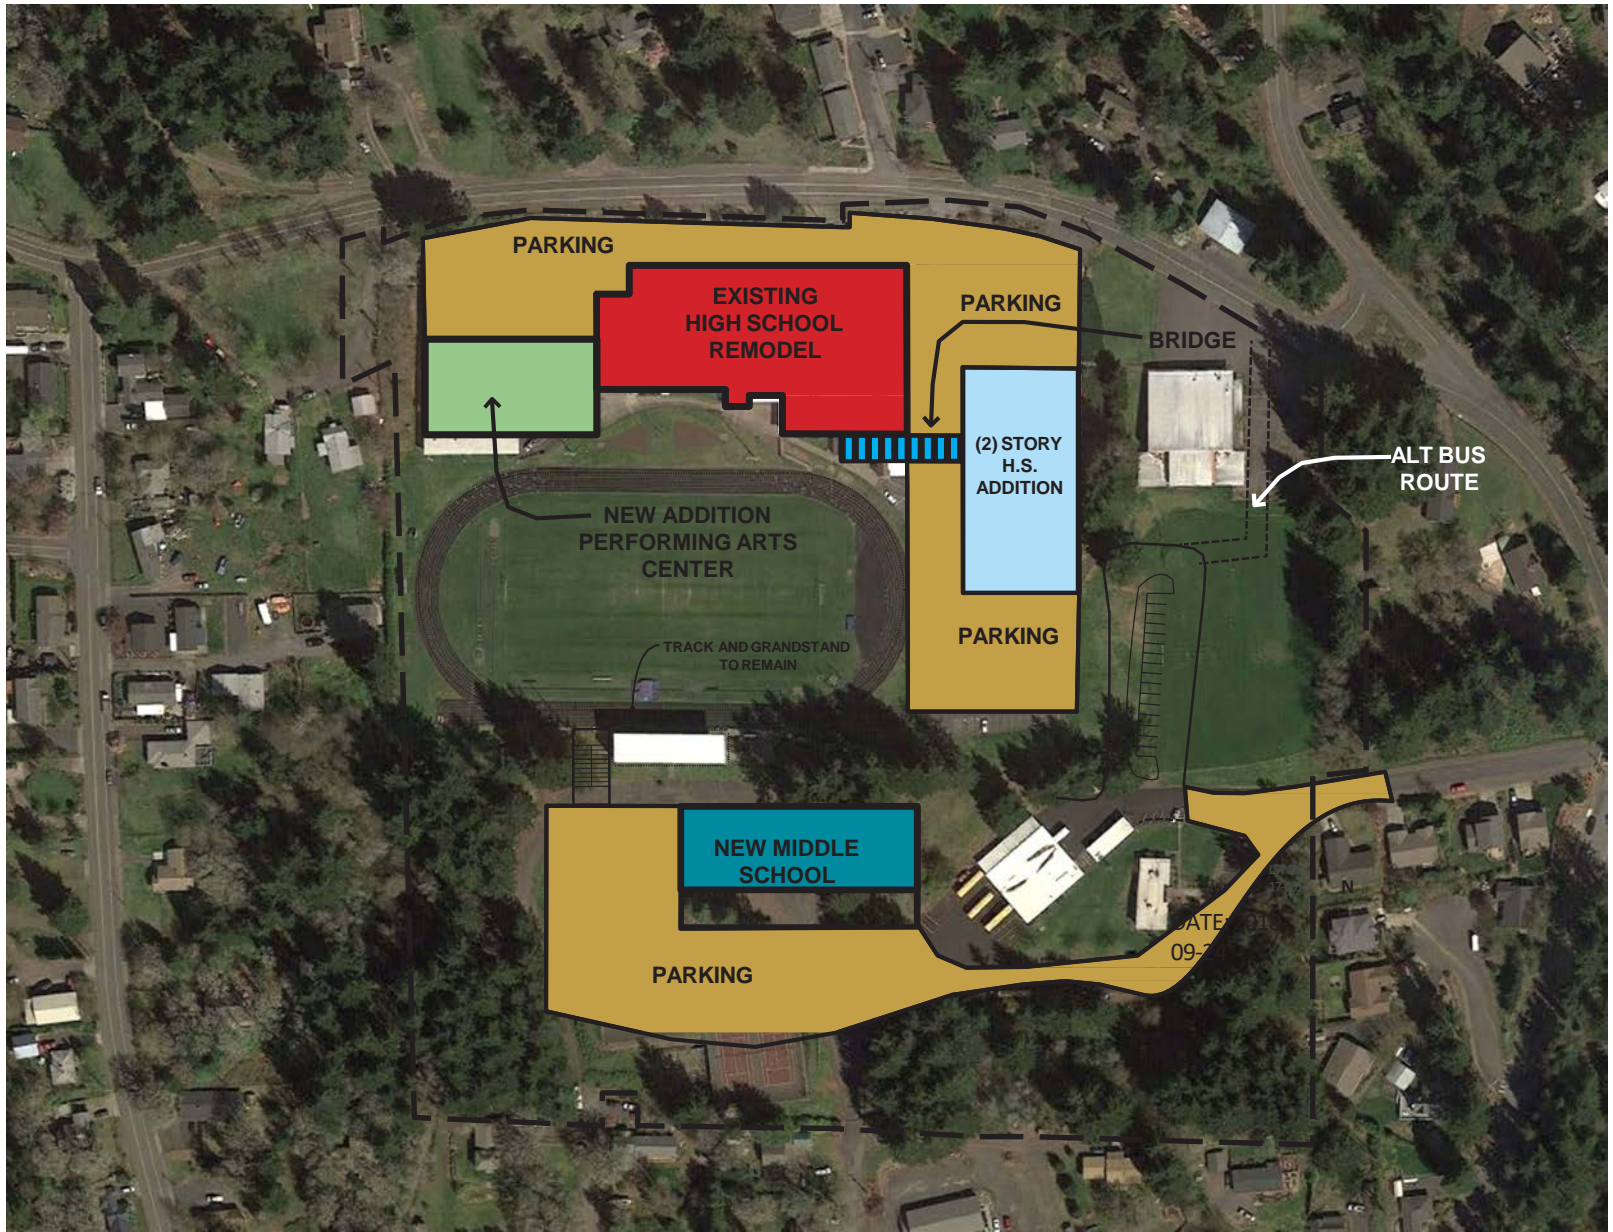 PARKING
EXISTING
HIGH SCHOOL
REMODEL
PARKING
BRIDGE
(2) STORY
H.S.
ADDITION
ALT BUS
ROUTE
NEW ADDITION
PERFORMING ARTS
CENTER
PARKING
TRACK AND GRANDSTAND
TO REMAIN
NEW MIDDLE
SCHOOL
N
PARKING